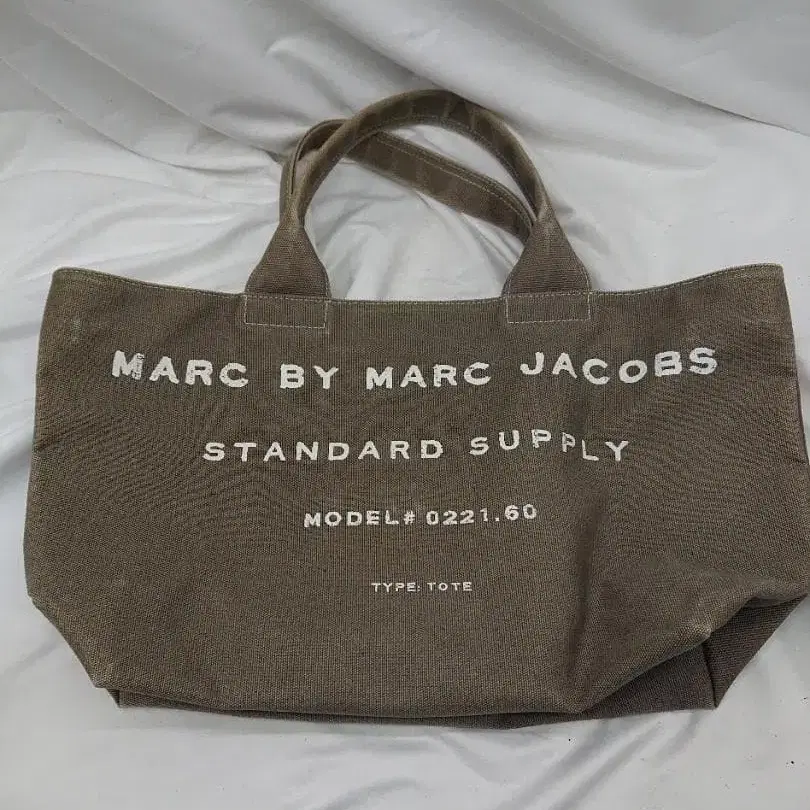 MARC BY MARC JACOBS
STANDARD SUPPLY
MODEL# 0221.60
TYPE: TOTE